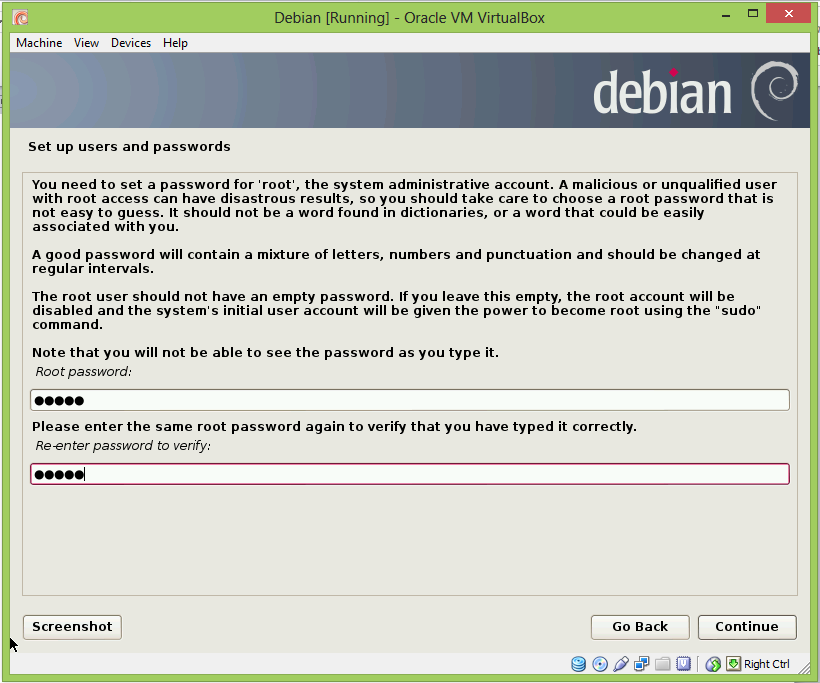 Debian [Running] - Oracle VM VirtualBox
Machine View Devices Help
debian
Set up users and passwords
You need to set a password for 'root', the system administrative account. A malicious or unqualified user
with root access can have disastrous results, so you should take care to choose a root password that is
not easy to guess. It should not be a word found in dictionaries, or a word that could be easily
associated with you.
A good password will contain a mixture of letters, numbers and punctuation and should be changed at
regular intervals.
The root user should not have an empty password. If you leave this empty, the root account will be
disabled and the system's initial user account will be given the power to become root using the "sudo"
command.
Note that you will not be able to see the password as you type it.
Root password:
●●●●●
Please enter the same root password again to verify that you have typed it correctly.
Re-enter password to verify:
●●●●●
Screenshot Go Back Continue
Right Ctrl